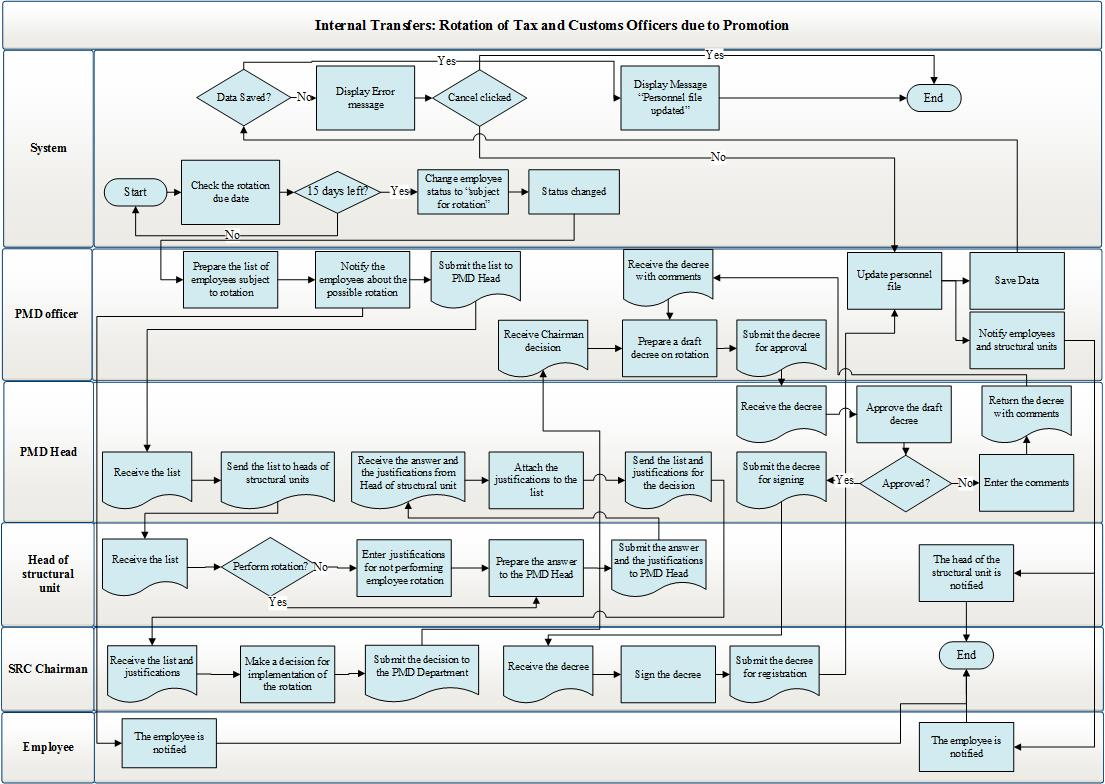 Internal Transfers: Rotation of Tax and Customs Officers due to Promotion
System
Yes
Yes
Data Saved?
No
Display Error
message
Cancel clicked
Display Message
“Personnel file
updated”
End
No
Start
Check the rotation
due date
15 days left?
Yes
Change employee
status to “subject
for rotation”
Status changed
No
PMD officer
Prepare the list of
employees subject
to rotation
Notify the
employees about the
possible rotation
Submit the list to
PMD Head
Receive the decree
with comments
Update personnel
file
Save Data
Receive Chairman
decision
Prepare a draft
decree on rotation
Submit the decree
for approval
Notify employees
and structural units
PMD Head
Receive the decree
Approve the draft
decree
Return the decree
with comments
Receive the list
Send the list to heads of
structural units
Receive the answer and
the justifications from
Head of structural unit
Attach the
justifications to the
list
Send the list and
justifications for
the decision
Submit the decree
for signing
Yes
Approved?
No
Enter the comments
Head of
structural
unit
Receive the list
Perform rotation?
No
Yes
Enter justifications
for not performing
employee rotation
Prepare the answer
to the PMD Head
Submit the answer
and the justifications
to PMD Head
The head of the
structural unit is
notified
SRC Chairman
Receive the list and
justifications
Make a decision for
implementation of
the rotation
Submit the decision to
the PMD Department
Receive the decree
Sign the decree
Submit the decree
for registration
End
Employee
The employee is
notified
The employee is
notified